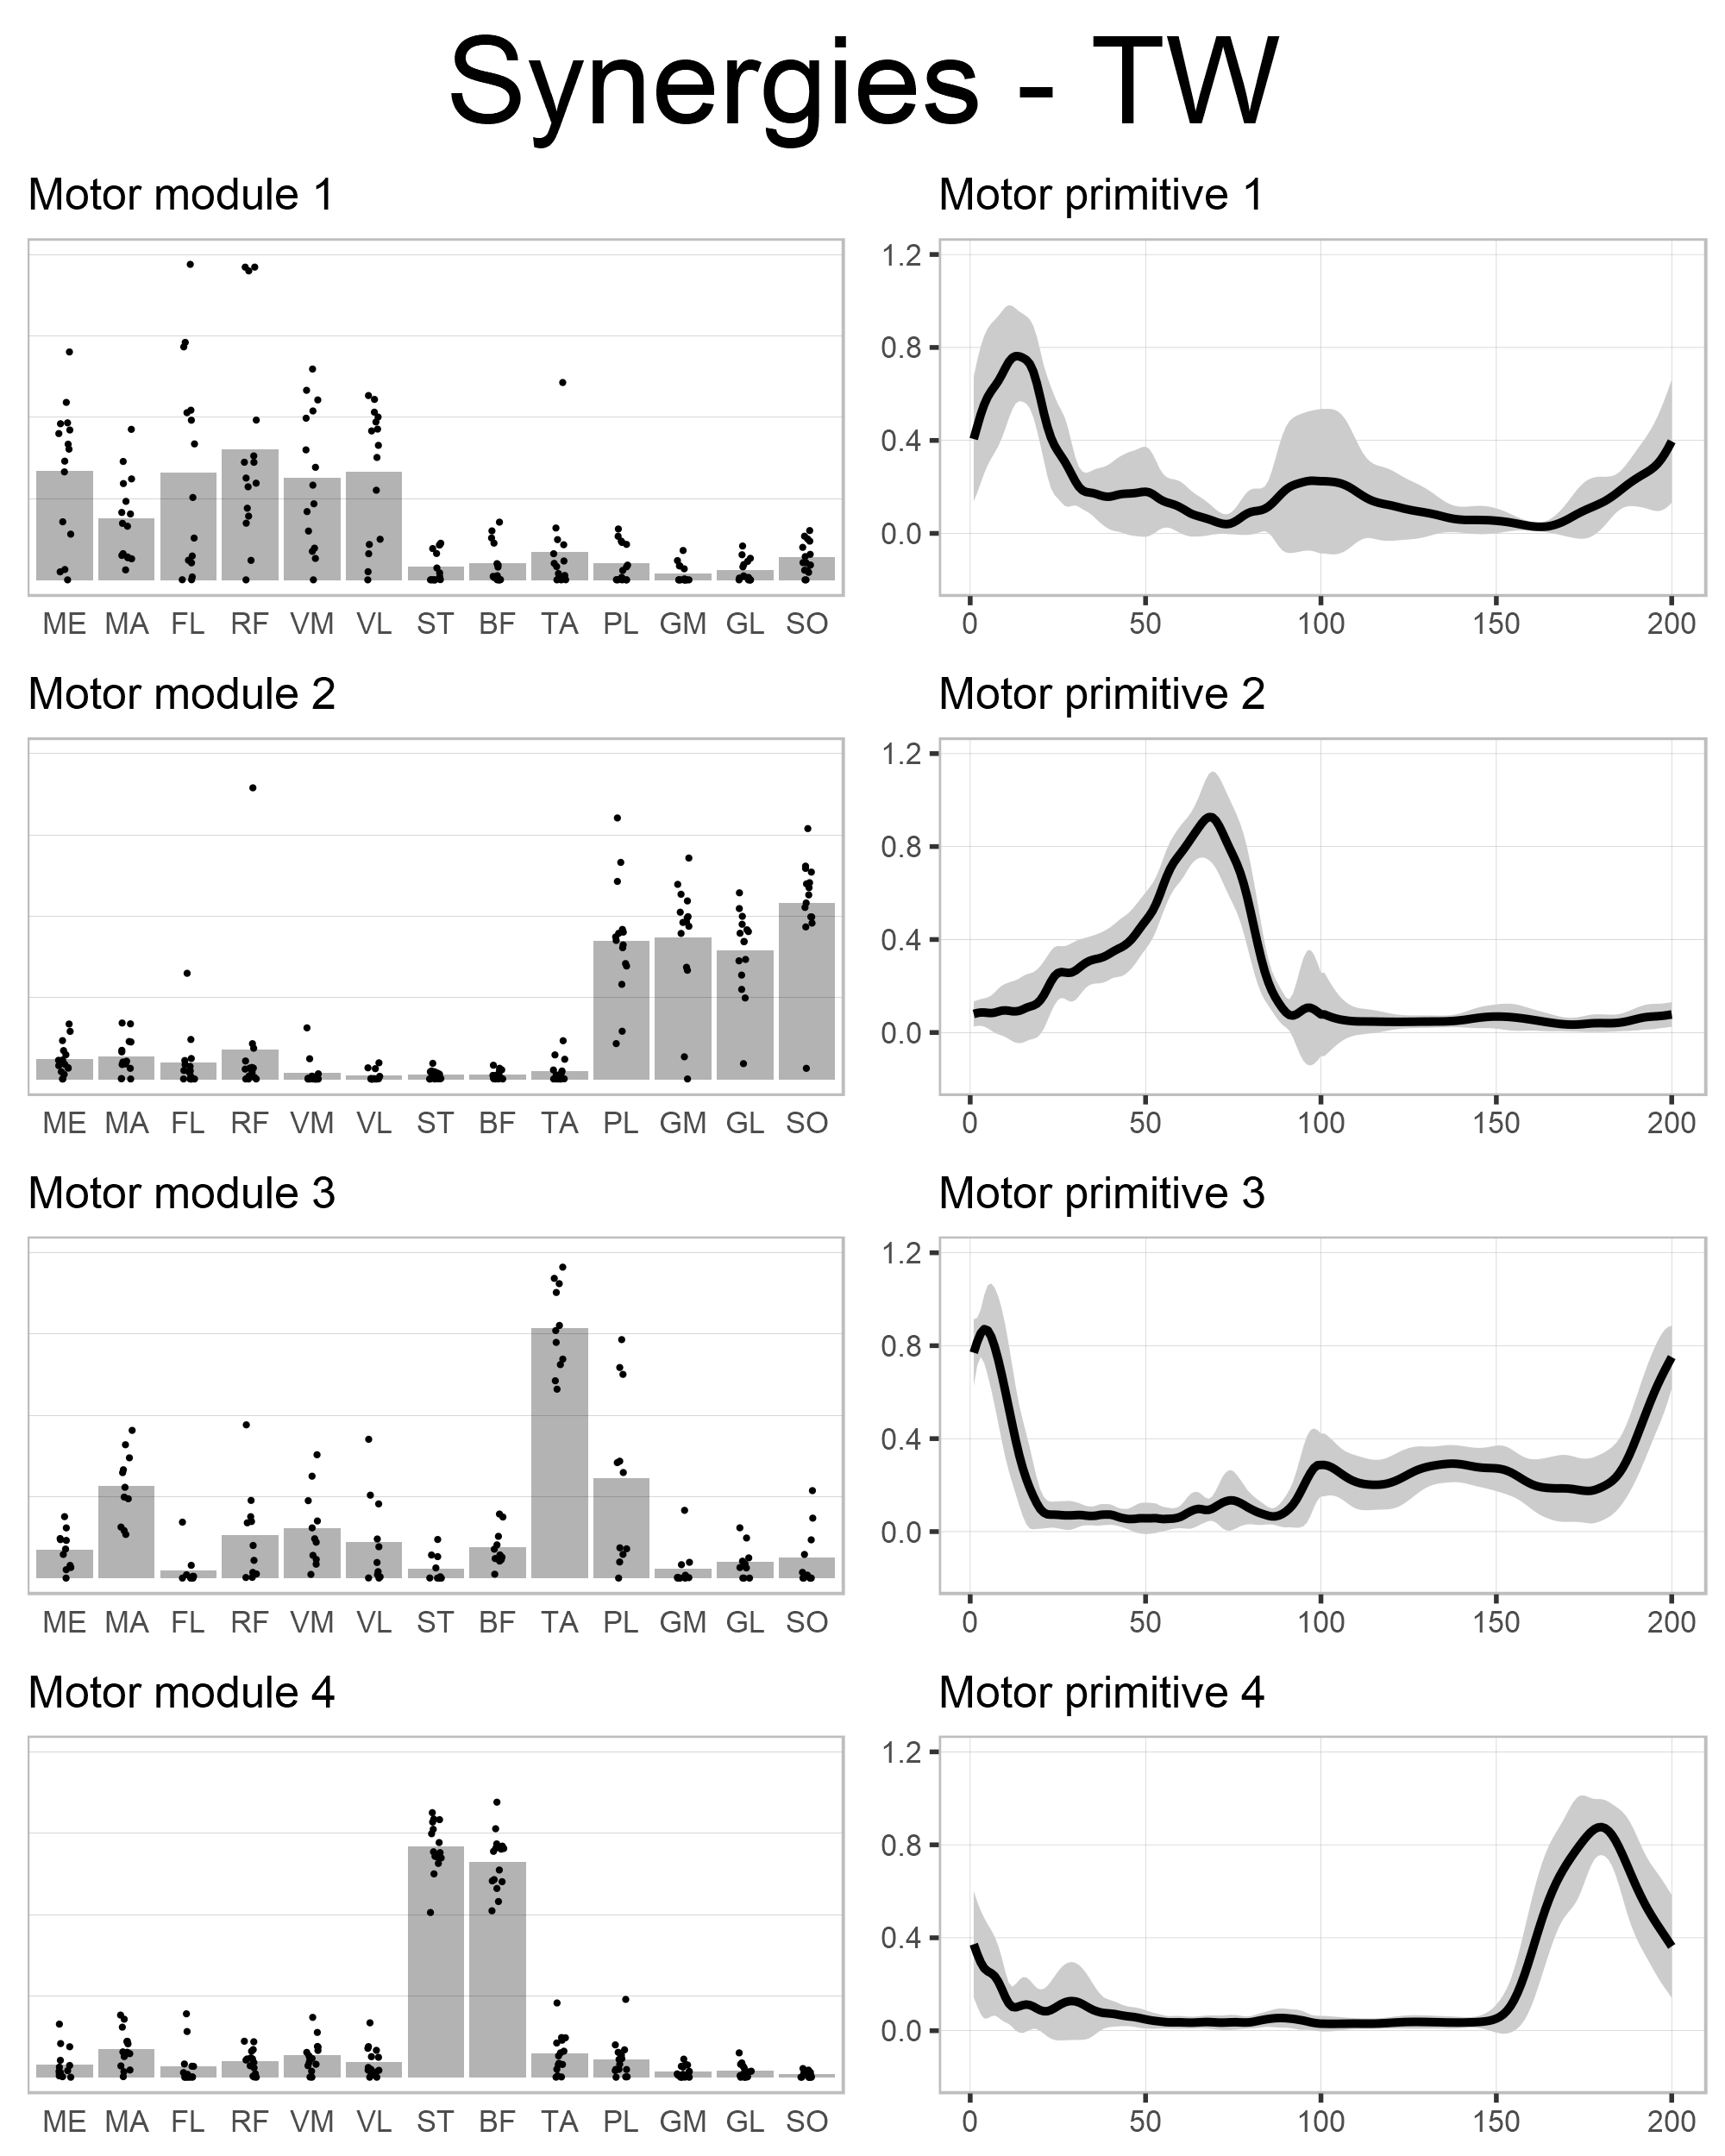 Synergies - TW
Motor module 1
Motor primitive 1
1.2
0.8
0.4
0.0
ME MA FL RF VM VL ST BF TA PL GM GL SO
0 50 100 150 200
Motor module 2
Motor primitive 2
1.2
0.8
0.4
0.0
ME MA FL RF VM VL ST BF TA PL GM GL SO
0 50 100 150 200
Motor module 3
Motor primitive 3
1.2
0.8
0.4
0.0
ME MA FL RF VM VL ST BF TA PL GM GL SO
0 50 100 150 200
Motor module 4
Motor primitive 4
1.2
0.8
0.4
0.0
ME MA FL RF VM VL ST BF TA PL GM GL SO
0 50 100 150 200